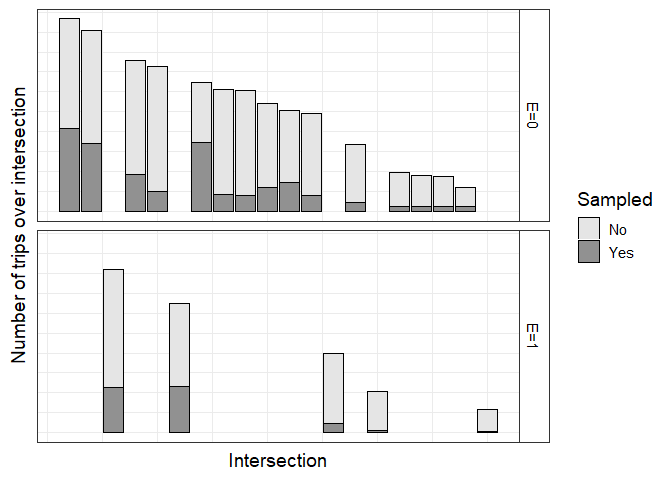 Number of trips over intersection
E=0
E=1
Intersection
Sampled
No
Yes